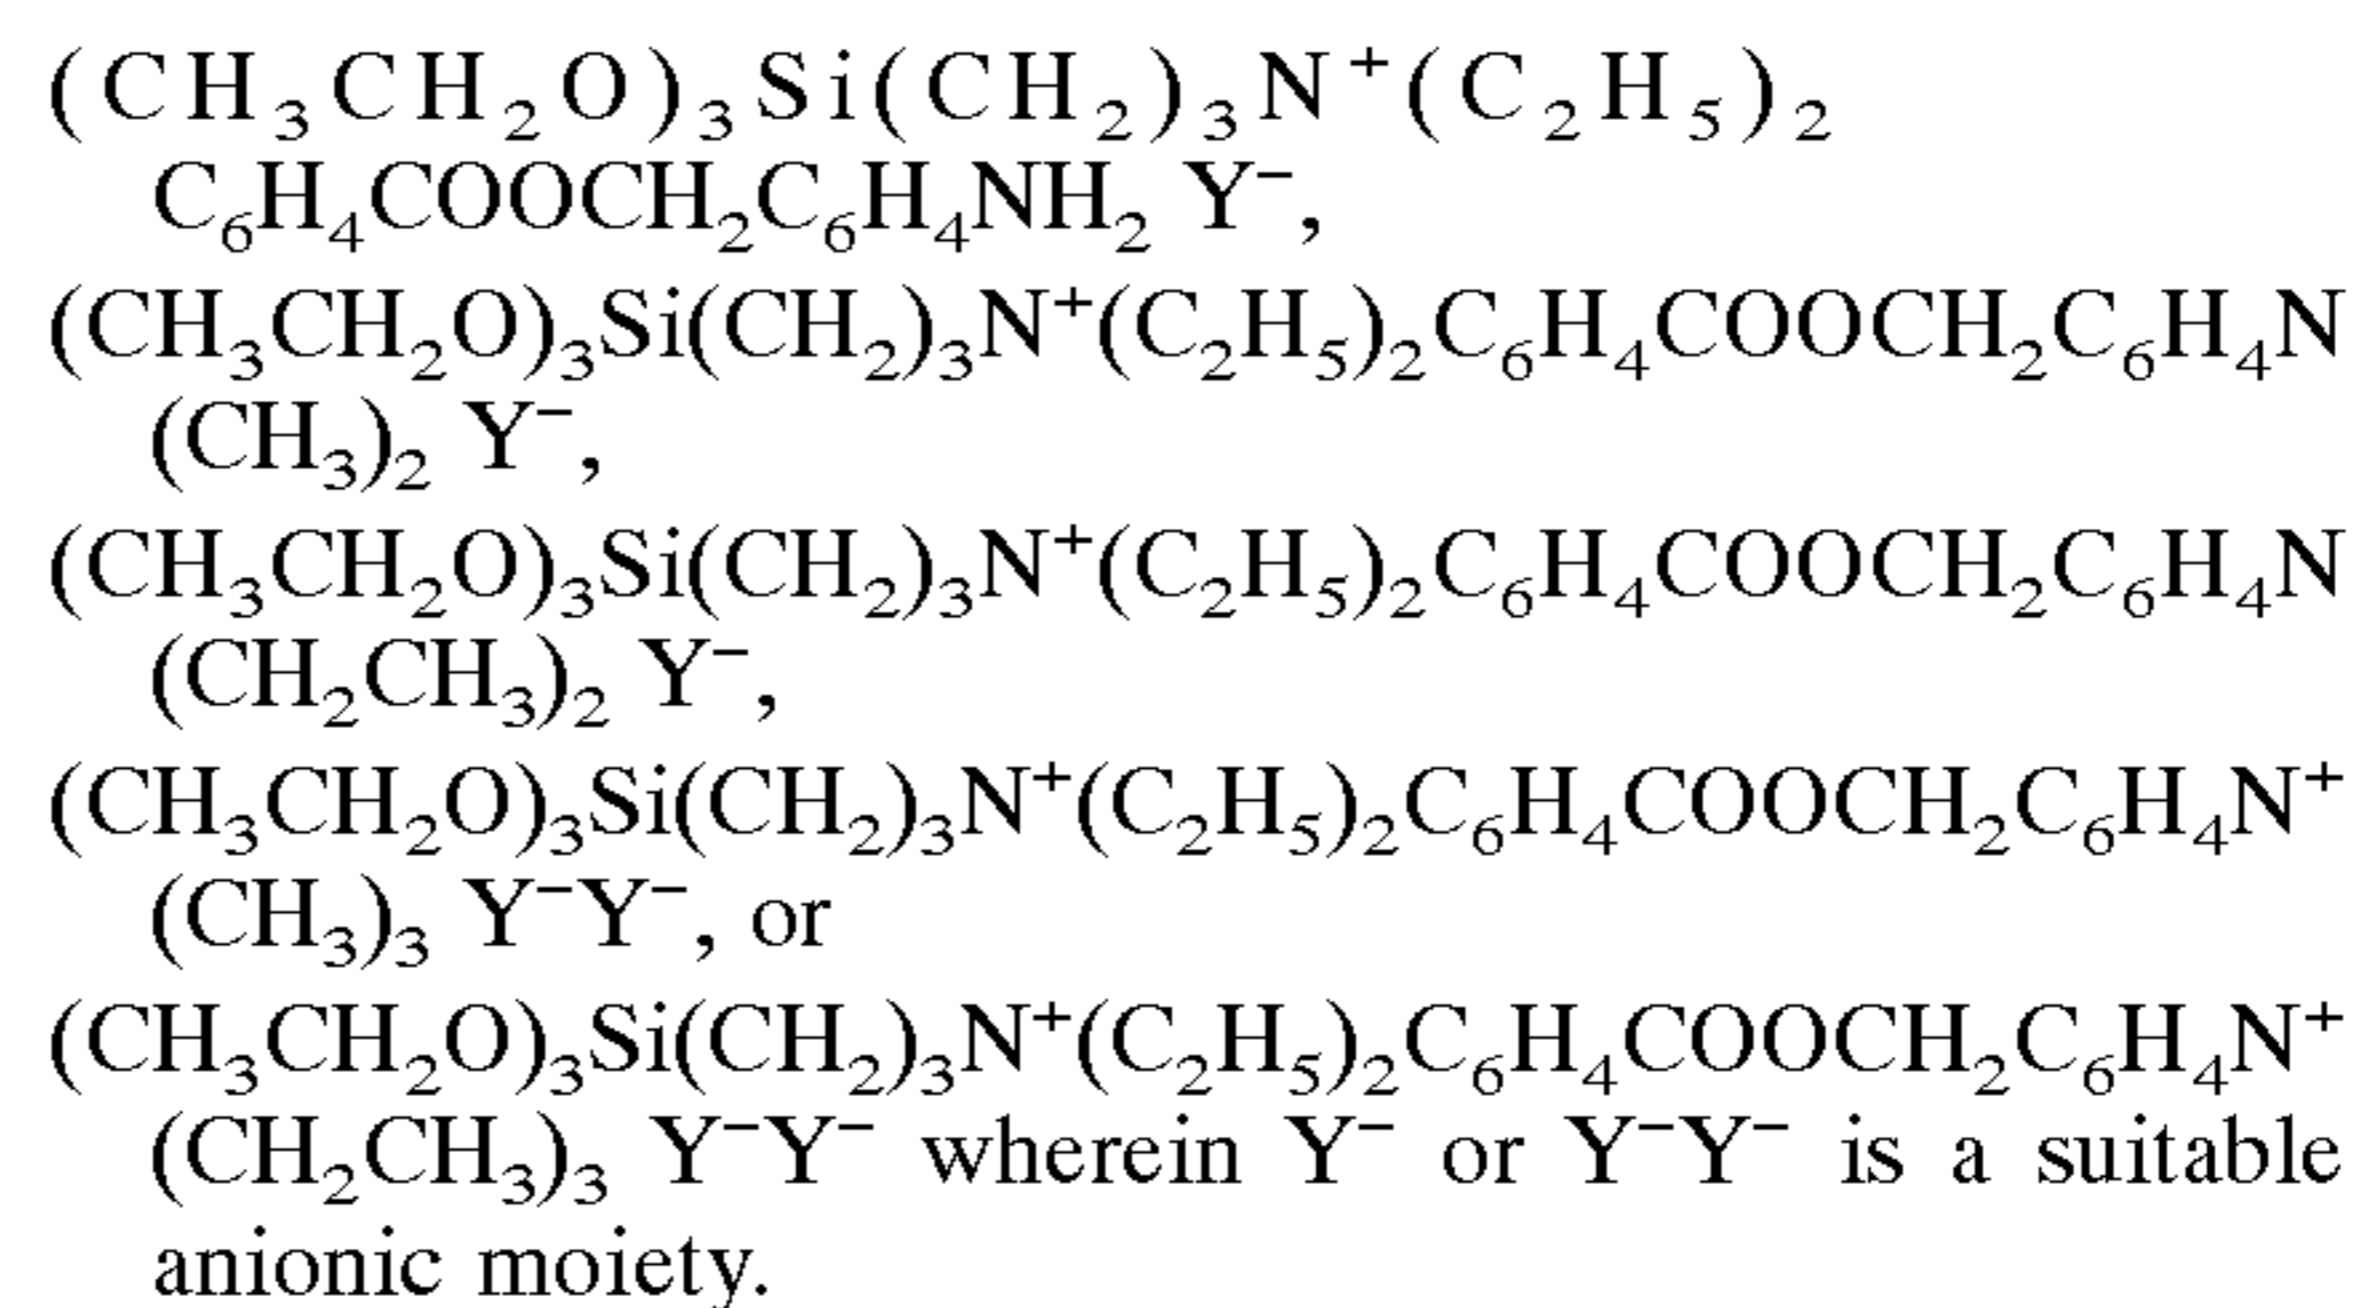 (CH₃CH₂O)₃Si(CH₂)₃N⁺(C₂H₅)₂
C₆H₄COOCH₂C₆H₄NH₂ Y⁻,
(CH₃CH₂O)₃Si(CH₂)₃N⁺(C₂H₅)₂C₆H₄COOCH₂C₆H₄N
(CH₃)₂ Y⁻,
(CH₃CH₂O)₃Si(CH₂)₃N⁺(C₂H₅)₂C₆H₄COOCH₂C₆H₄N
(CH₂CH₃)₂ Y⁻,
(CH₃CH₂O)₃Si(CH₂)₃N⁺(C₂H₅)₂C₆H₄COOCH₂C₆H₄N⁺
(CH₃)₃ Y⁻Y⁻, or
(CH₃CH₂O)₃Si(CH₂)₃N⁺(C₂H₅)₂C₆H₄COOCH₂C₆H₄N⁺
(CH₂CH₃)₃ Y⁻Y⁻ wherein Y⁻ or Y⁻Y⁻ is a suitable
anionic moiety.